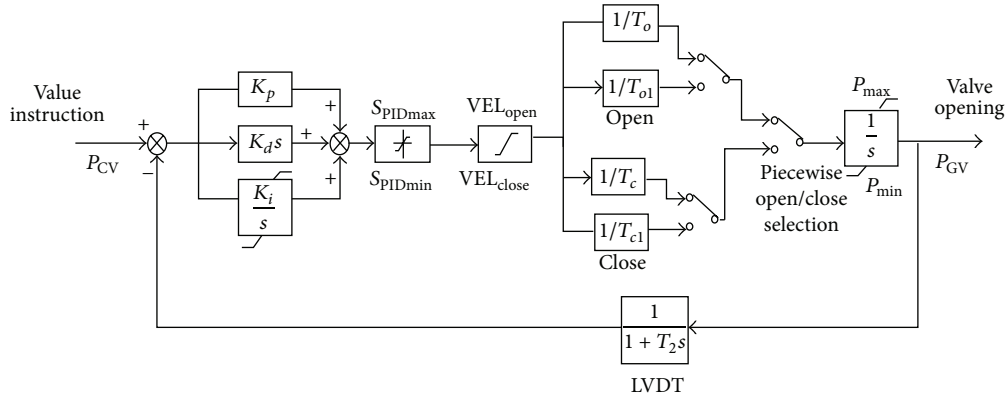 Value
instruction
+
P_CV
−
K_p
K_d s
K_i
s
+
+
+
S_PIDmax
S_PIDmin
VEL_open
VEL_close
1/T_o
1/T_o1
Open
1/T_c
1/T_c1
Close
Piecewise
open/close
selection
P_max
1
s
P_min
Valve
opening
P_GV
1
1 + T_2 s
LVDT